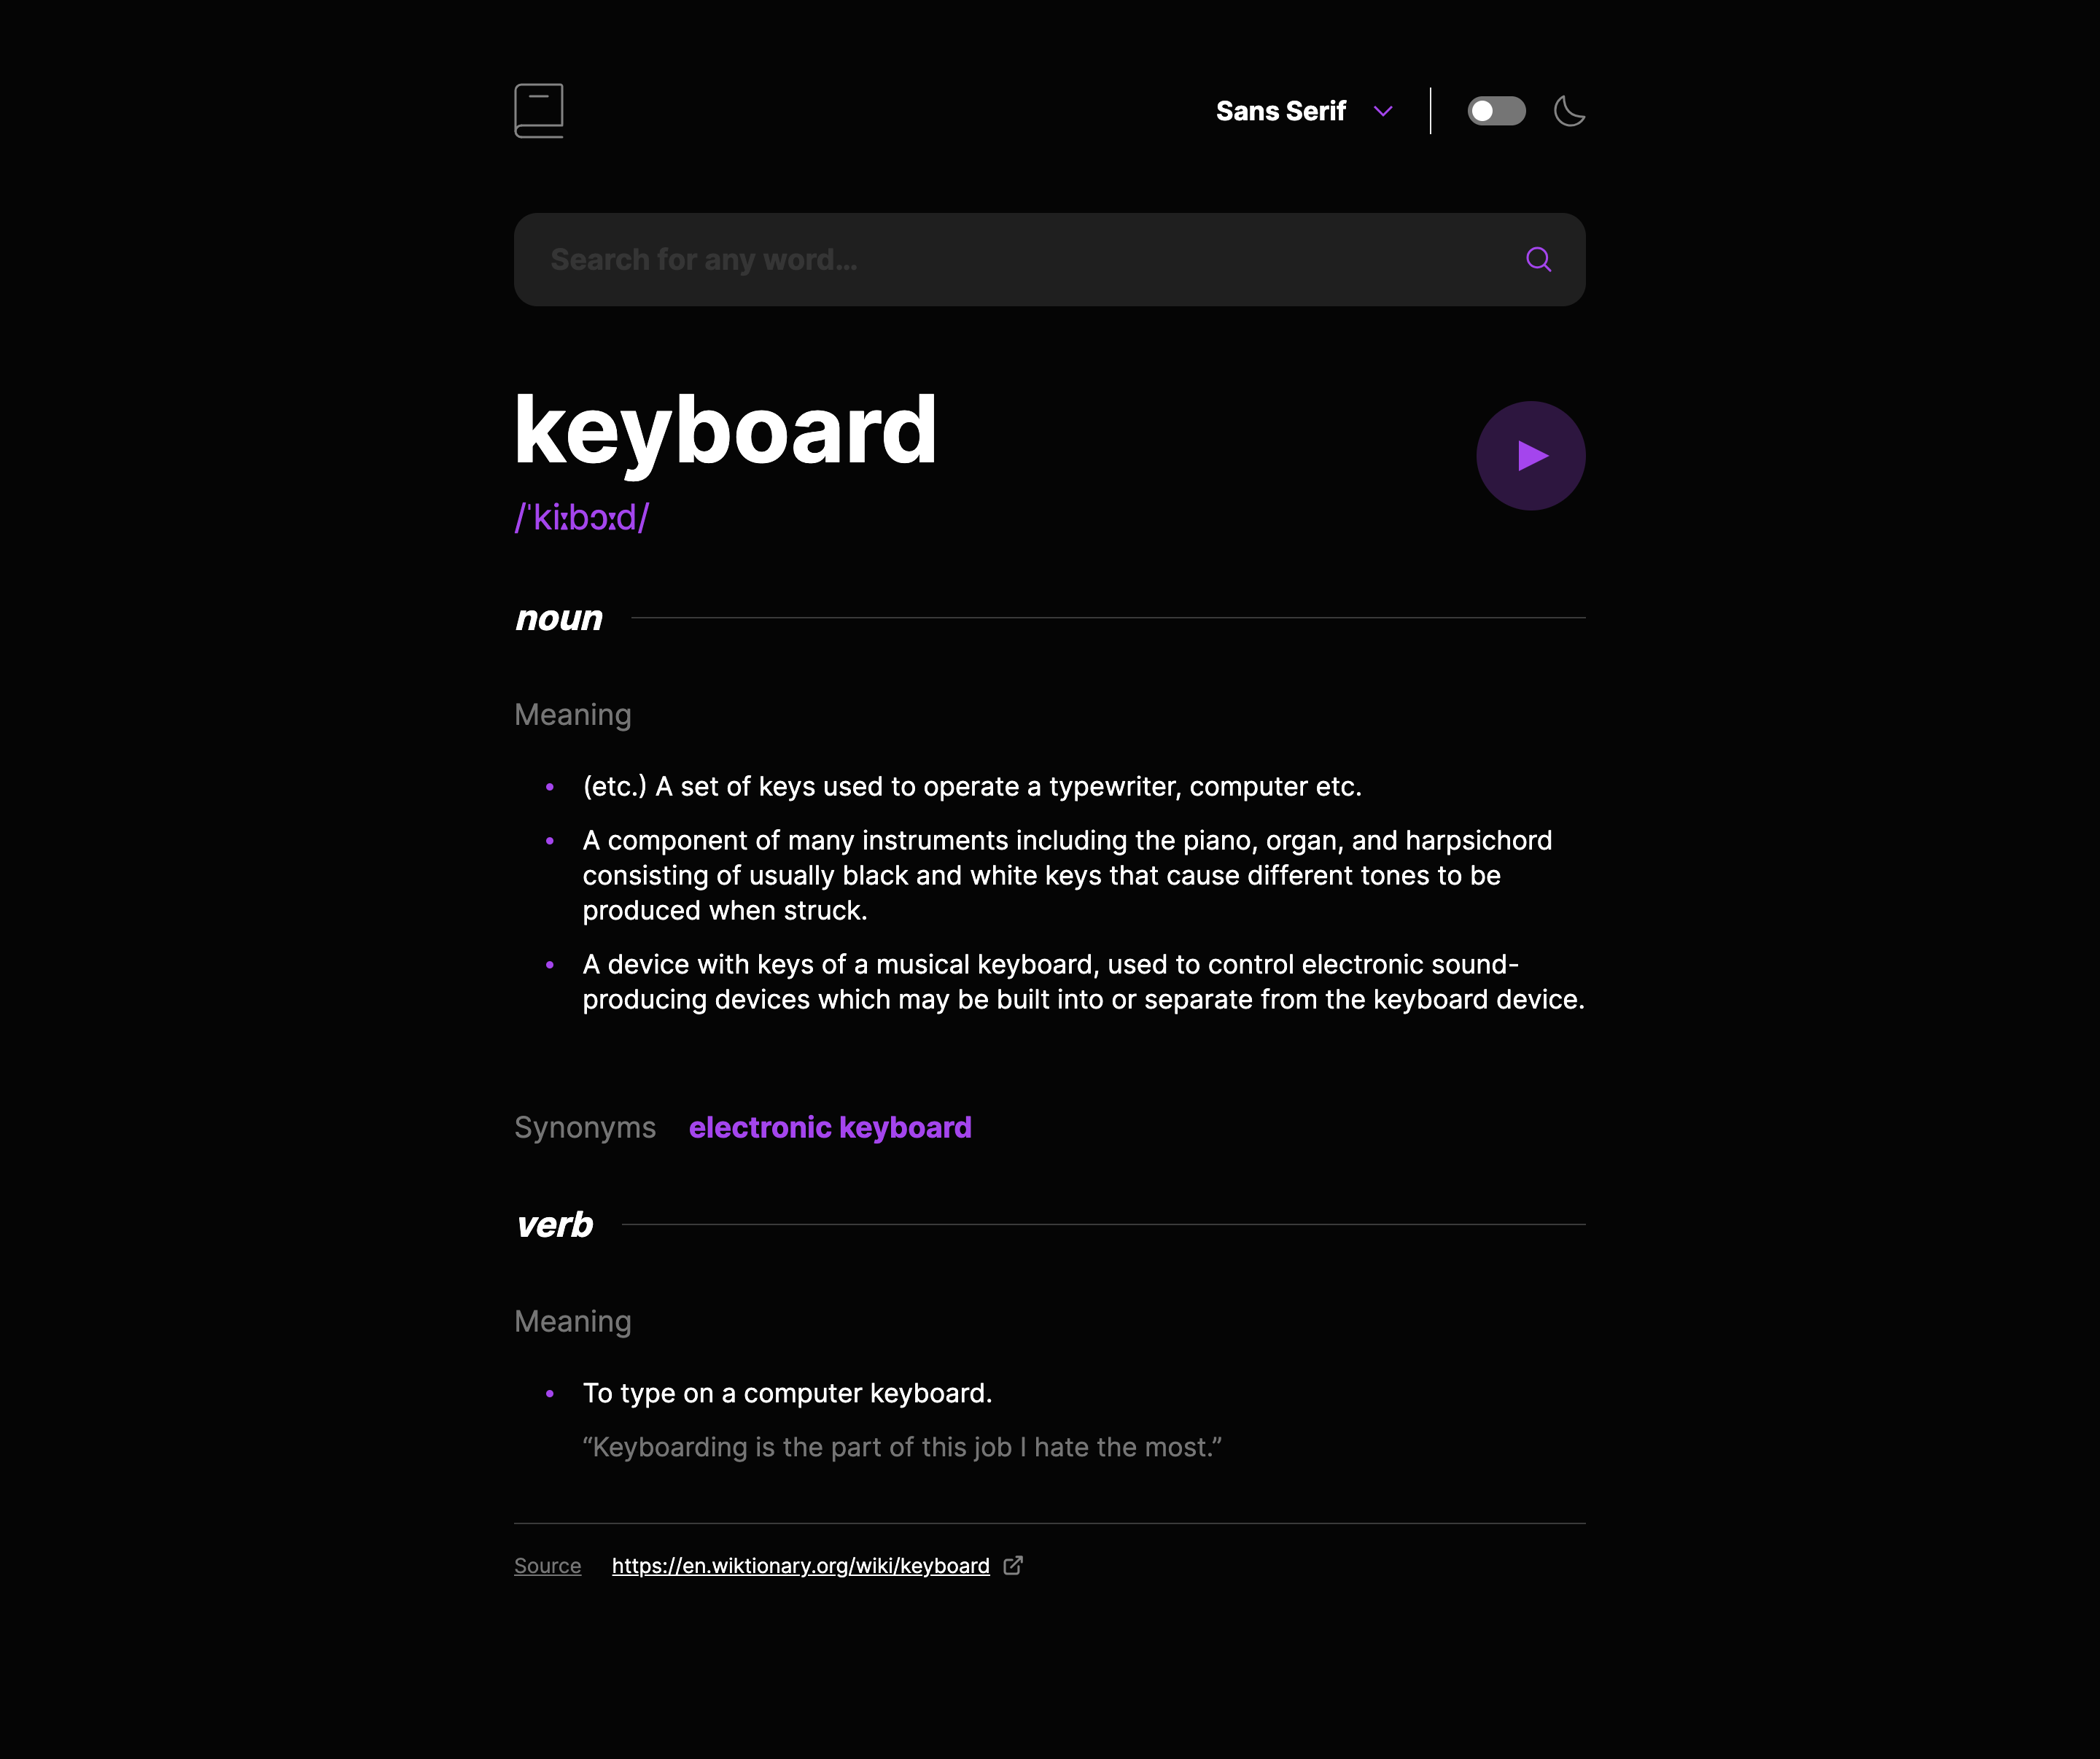 Sans Serif
Search for any word…
keyboard
/ˈkiːbɔːd/
noun
Meaning
(etc.) A set of keys used to operate a typewriter, computer etc.
A component of many instruments including the piano, organ, and harpsichord
consisting of usually black and white keys that cause different tones to be
produced when struck.
A device with keys of a musical keyboard, used to control electronic sound-
producing devices which may be built into or separate from the keyboard device.
Synonyms electronic keyboard
verb
Meaning
To type on a computer keyboard.
“Keyboarding is the part of this job I hate the most.”
Source https://en.wiktionary.org/wiki/keyboard